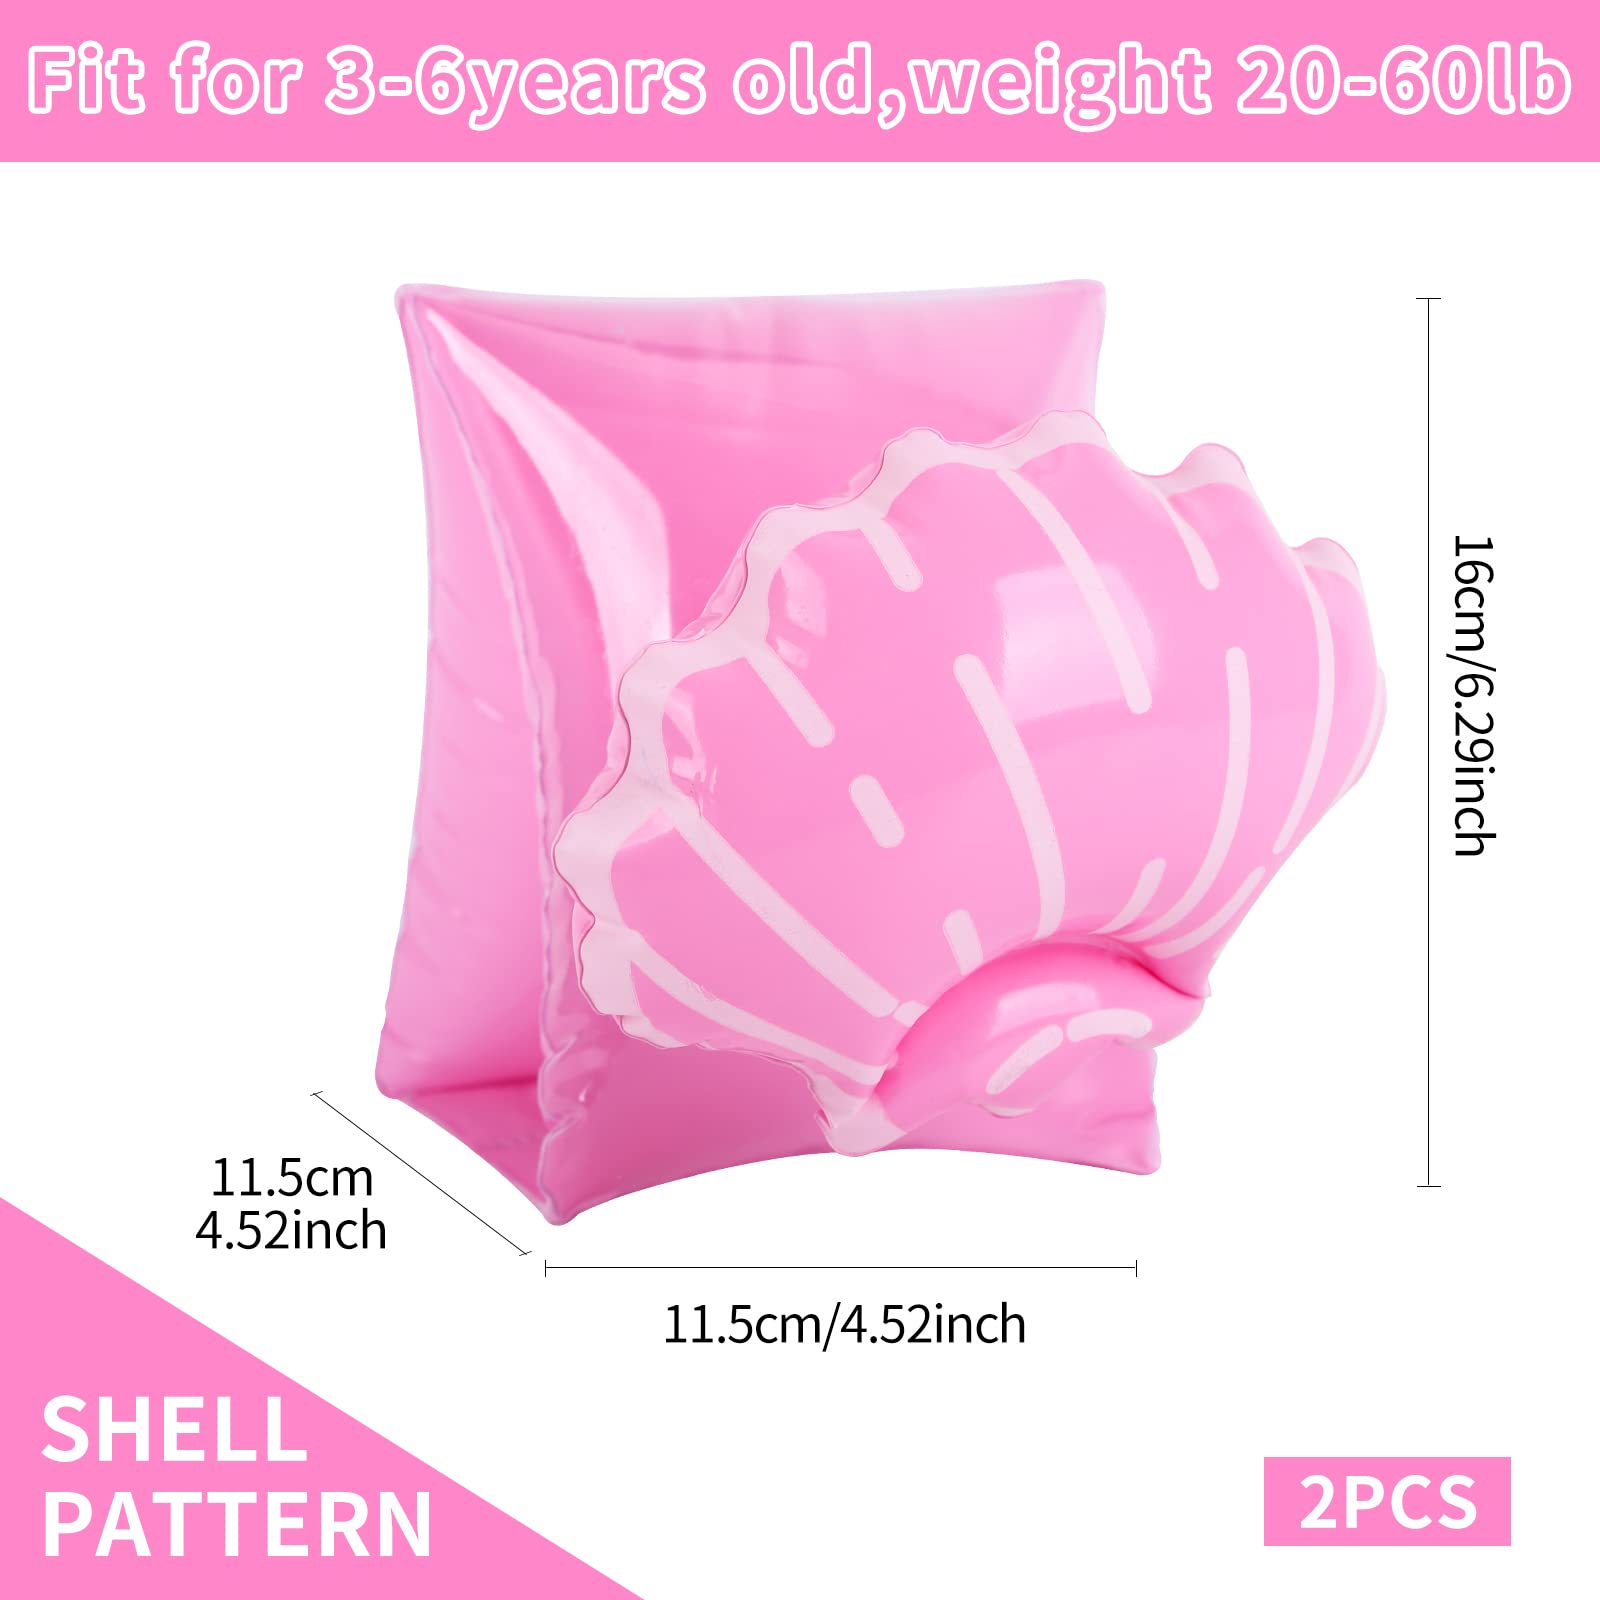 Fit for 3-6years old,weight 20-60lb
16cm/6.29inch
11.5cm
4.52inch
11.5cm/4.52inch
SHELL
PATTERN
2PCS